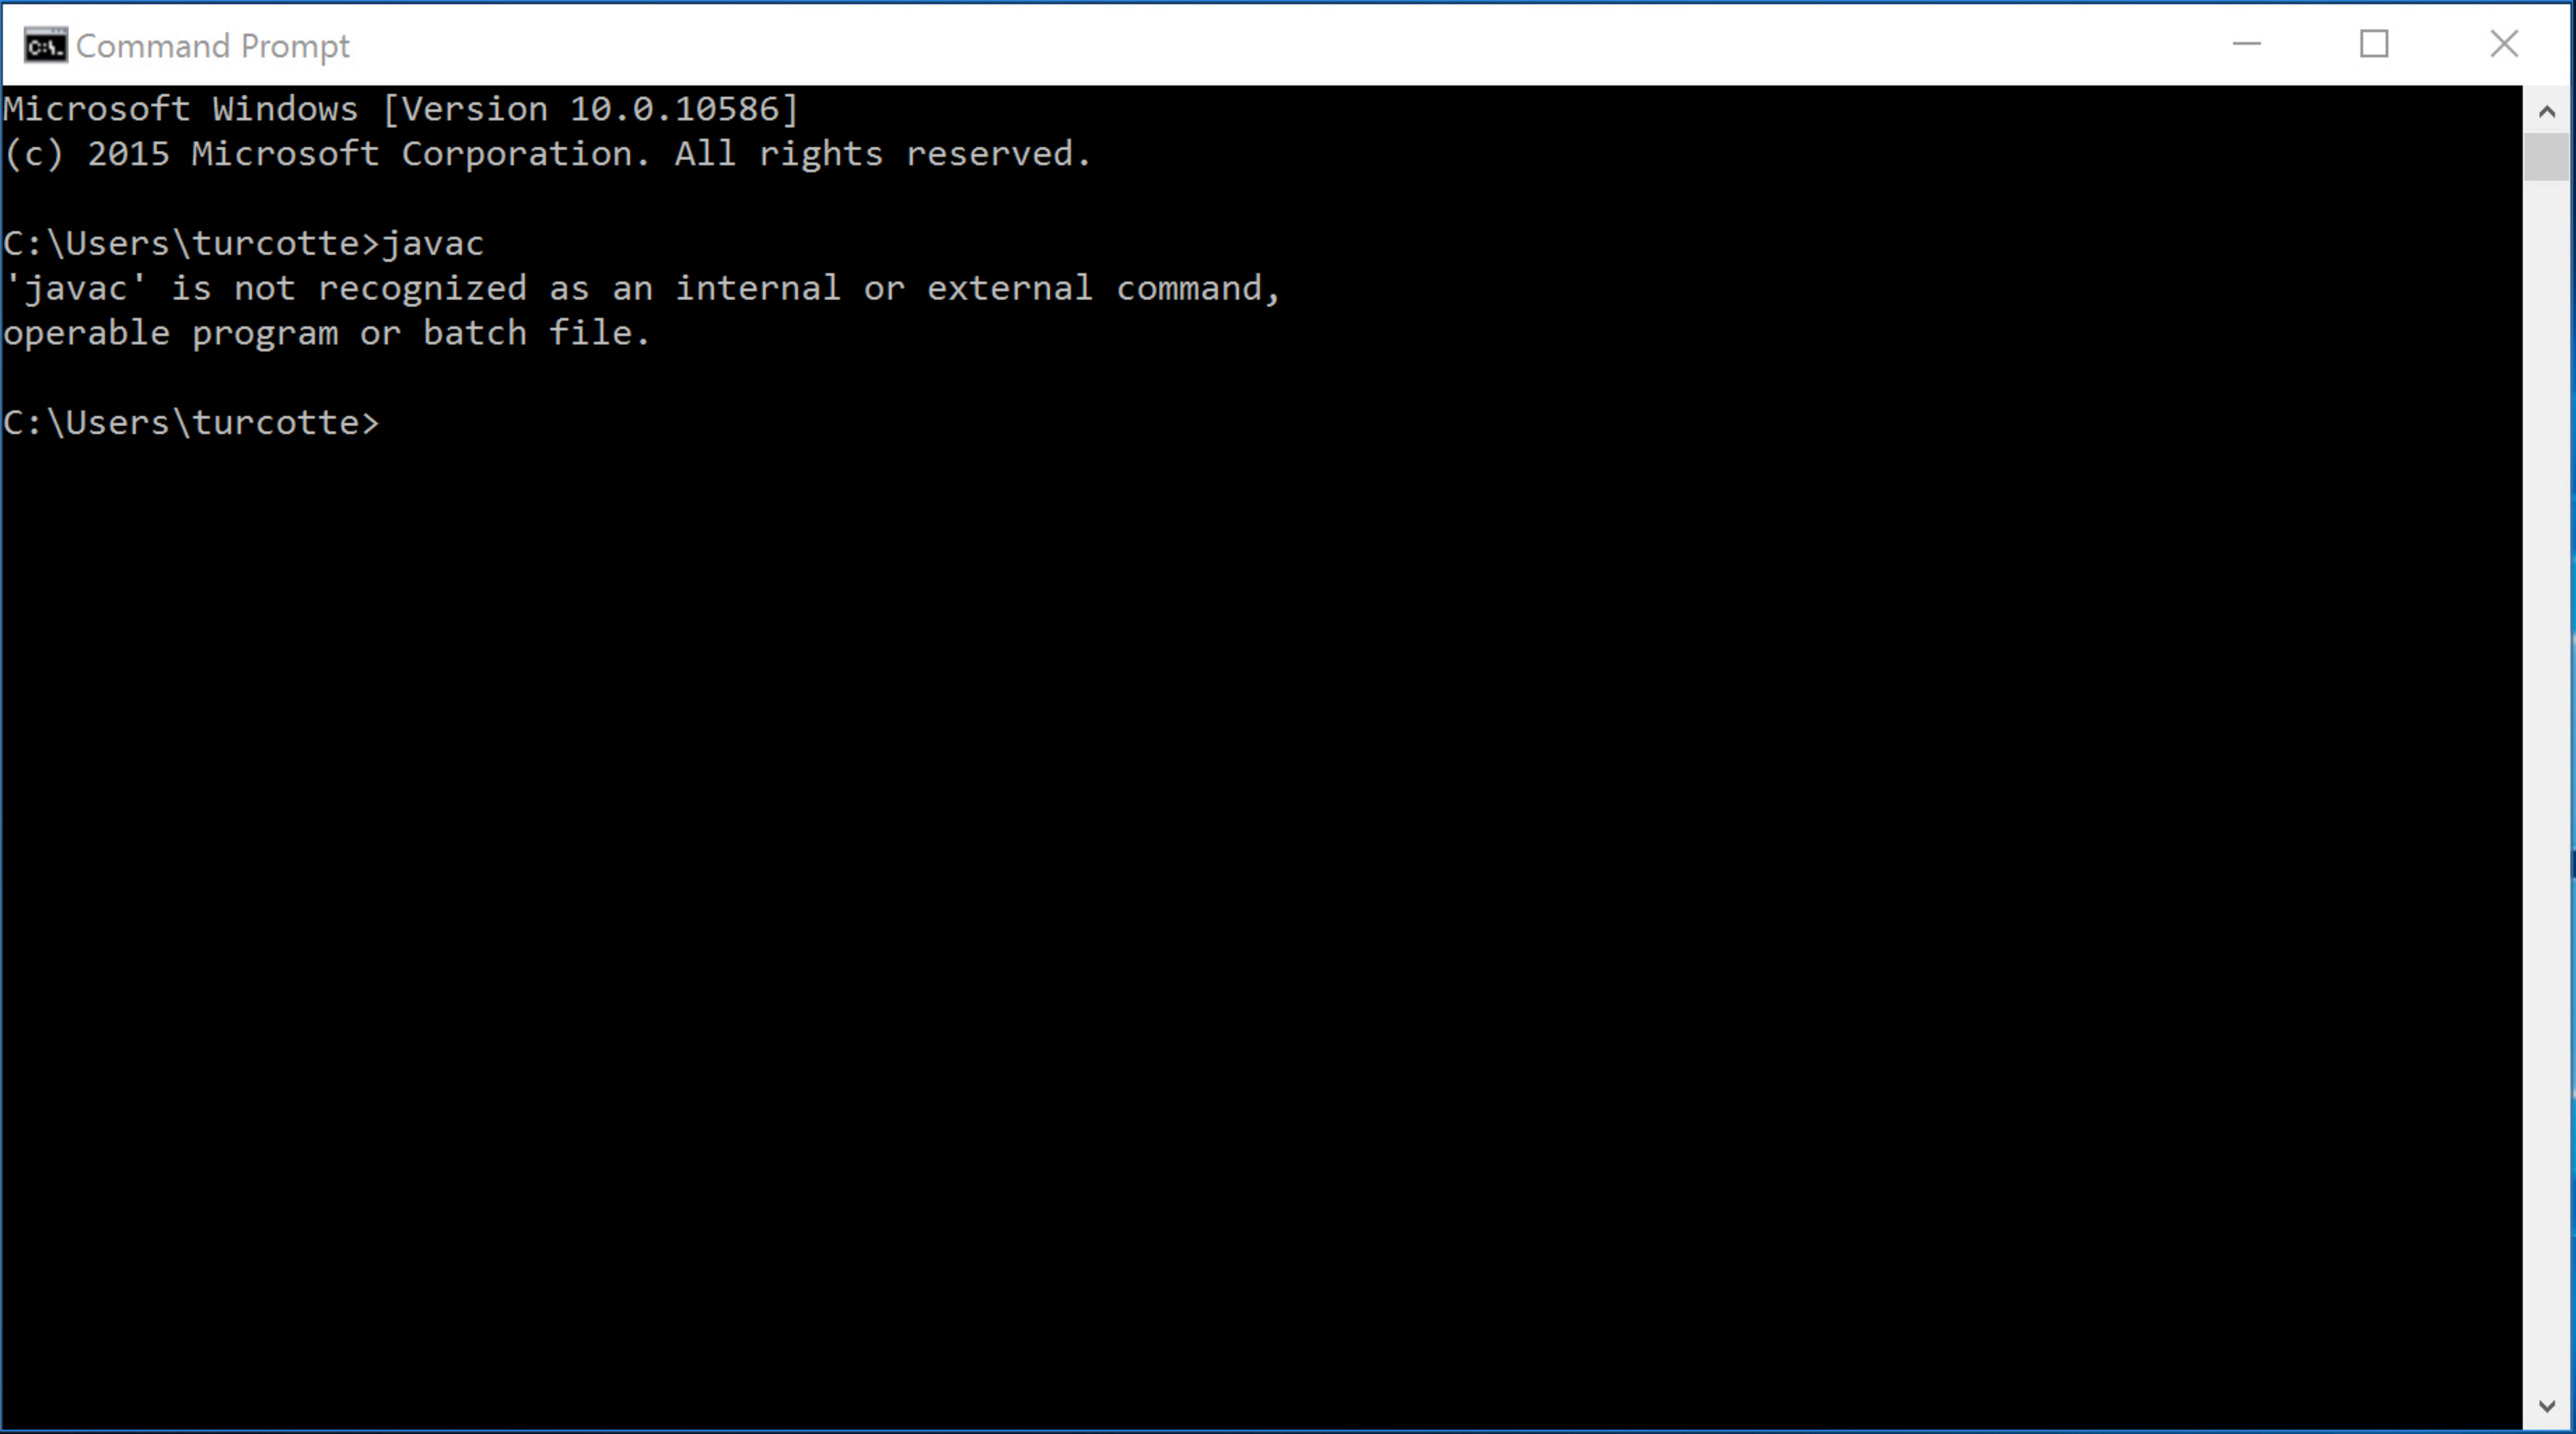 Command Prompt
Microsoft Windows [Version 10.0.10586]
(c) 2015 Microsoft Corporation. All rights reserved.
C:\Users\turcotte>javac
'javac' is not recognized as an internal or external command,
operable program or batch file.
C:\Users\turcotte>